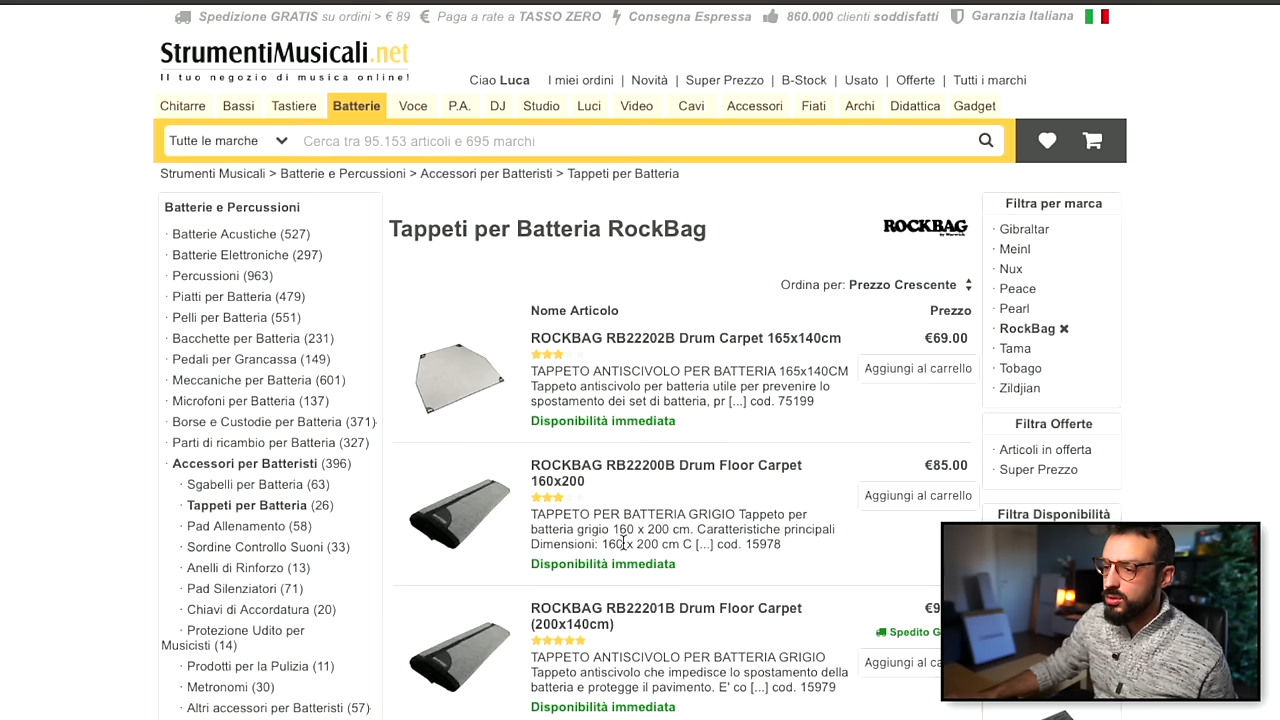 Spedizione GRATIS su ordini > € 89 € Paga a rate a TASSO ZERO Consegna Espressa 860.000 clienti soddisfatti Garanzia Italiana
StrumentiMusicali.net
Il tuo negozio di musica online!
Ciao Luca I miei ordini | Novità | Super Prezzo | B-Stock | Usato | Offerte | Tutti i marchi
Chitarre Bassi Tastiere Batterie Voce P.A. DJ Studio Luci Video Cavi Accessori Fiati Archi Didattica Gadget
Tutte le marche Cerca tra 95.153 articoli e 695 marchi
Strumenti Musicali > Batterie e Percussioni > Accessori per Batteristi > Tappeti per Batteria
Batterie e Percussioni
· Batterie Acustiche (527)
· Batterie Elettroniche (297)
· Percussioni (963)
· Piatti per Batteria (479)
· Pelli per Batteria (551)
· Bacchette per Batteria (231)
· Pedali per Grancassa (149)
· Meccaniche per Batteria (601)
· Microfoni per Batteria (137)
· Borse e Custodie per Batteria (371)
· Parti di ricambio per Batteria (327)
· Accessori per Batteristi (396)
· Sgabelli per Batteria (63)
· Tappeti per Batteria (26)
· Pad Allenamento (58)
· Sordine Controllo Suoni (33)
· Anelli di Rinforzo (13)
· Pad Silenziatori (71)
· Chiavi di Accordatura (20)
· Protezione Udito per
Musicisti (14)
· Prodotti per la Pulizia (11)
· Metronomi (30)
· Altri accessori per Batteristi (57)
Tappeti per Batteria RockBag
ROCKBAG
by Warwick
Ordina per: Prezzo Crescente
Nome Articolo Prezzo
ROCKBAG RB22202B Drum Carpet 165x140cm €69.00
TAPPETO ANTISCIVOLO PER BATTERIA 165x140CM
Aggiungi al carrello
Tappeto antiscivolo per batteria utile per prevenire lo
spostamento dei set di batteria, pr [...] cod. 75199
Disponibilità immediata
ROCKBAG RB22200B Drum Floor Carpet €85.00
160x200
Aggiungi al carrello
TAPPETO PER BATTERIA GRIGIO Tappeto per
batteria grigio 160 x 200 cm. Caratteristiche principali
Dimensioni: 160 x 200 cm C [...] cod. 15978
Disponibilità immediata
ROCKBAG RB22201B Drum Floor Carpet €9
(200x140cm)
Spedito G
TAPPETO ANTISCIVOLO PER BATTERIA GRIGIO
Aggiungi al ca
Tappeto antiscivolo che impedisce lo spostamento della
batteria e protegge il pavimento. E' co [...] cod. 15979
Disponibilità immediata
Filtra per marca
· Gibraltar
· Meinl
· Nux
· Peace
· Pearl
· RockBag ✖
· Tama
· Tobago
· Zildjian
Filtra Offerte
· Articoli in offerta
· Super Prezzo
Filtra Disponibilità